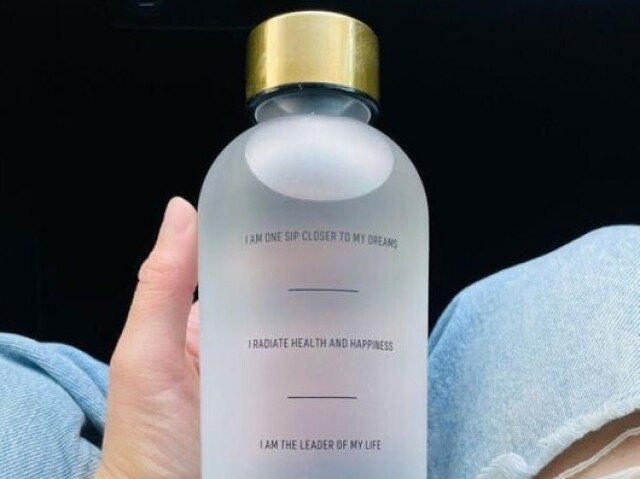 I AM ONE SIP CLOSER TO MY DREAMS
I RADIATE HEALTH AND HAPPINESS
I AM THE LEADER OF MY LIFE